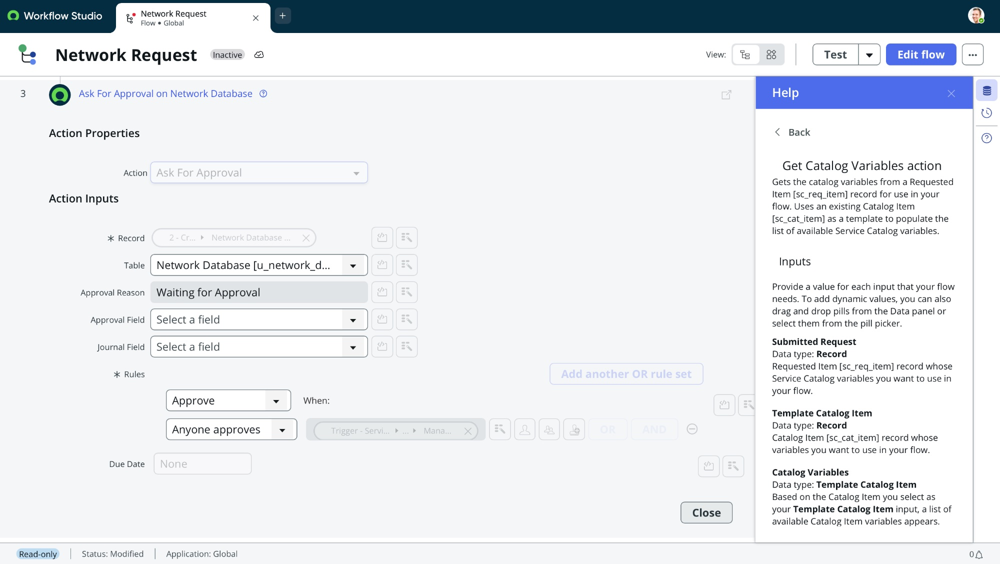 Workflow Studio
Network Request
Flow • Global
Network Request
Inactive
View:
Test
Edit flow
3
Ask For Approval on Network Database
Action Properties
Action
Ask For Approval
Action Inputs
* Record
2 - Cr...
Network Database ...
Table
Network Database [u_network_d...
Approval Reason
Waiting for Approval
Approval Field
Select a field
Journal Field
Select a field
* Rules
Add another OR rule set
Approve
When:
Anyone approves
Trigger - Servi...
...
Mana...
OR
AND
Due Date
None
Close
Help
Back
Get Catalog Variables action
Gets the catalog variables from a Requested
Item [sc_req_item] record for use in your
flow. Uses an existing Catalog Item
[sc_cat_item] as a template to populate the
list of available Service Catalog variables.
Inputs
Provide a value for each input that your flow
needs. To add dynamic values, you can also
drag and drop pills from the Data panel or
select them from the pill picker.
Submitted Request
Data type: Record
Requested Item [sc_req_item] record whose
Service Catalog variables you want to use in
your flow.
Template Catalog Item
Data type: Record
Catalog Item [sc_cat_item] record whose
variables you want to use in your flow.
Catalog Variables
Data type: Template Catalog Item
Based on the Catalog Item you select as
your Template Catalog Item input, a list of
available Catalog Item variables appears.
Read-only
Status: Modified
Application: Global
0